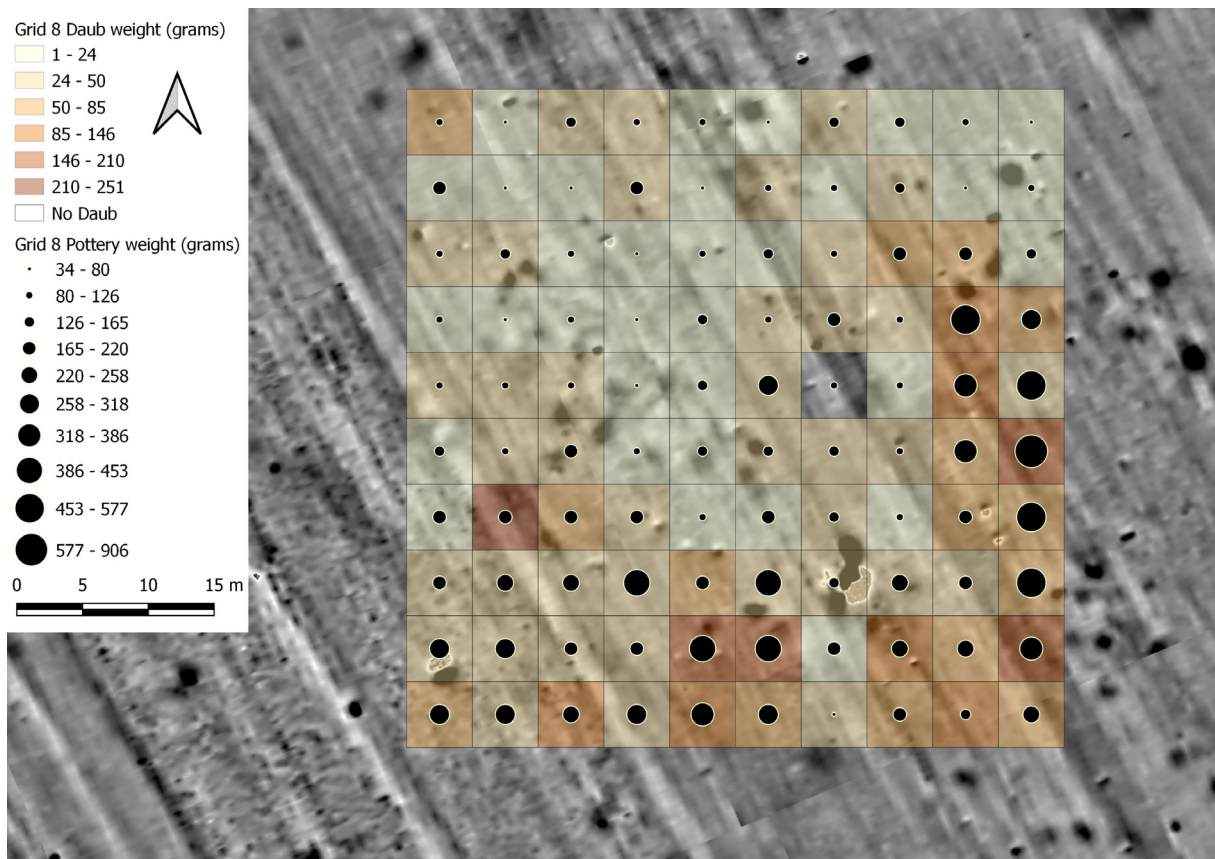 Grid 8 Daub weight (grams)
1 - 24
24 - 50
50 - 85
85 - 146
146 - 210
210 - 251
No Daub
Grid 8 Pottery weight (grams)
34 - 80
80 - 126
126 - 165
165 - 220
220 - 258
258 - 318
318 - 386
386 - 453
453 - 577
577 - 906
0 5 10 15 m